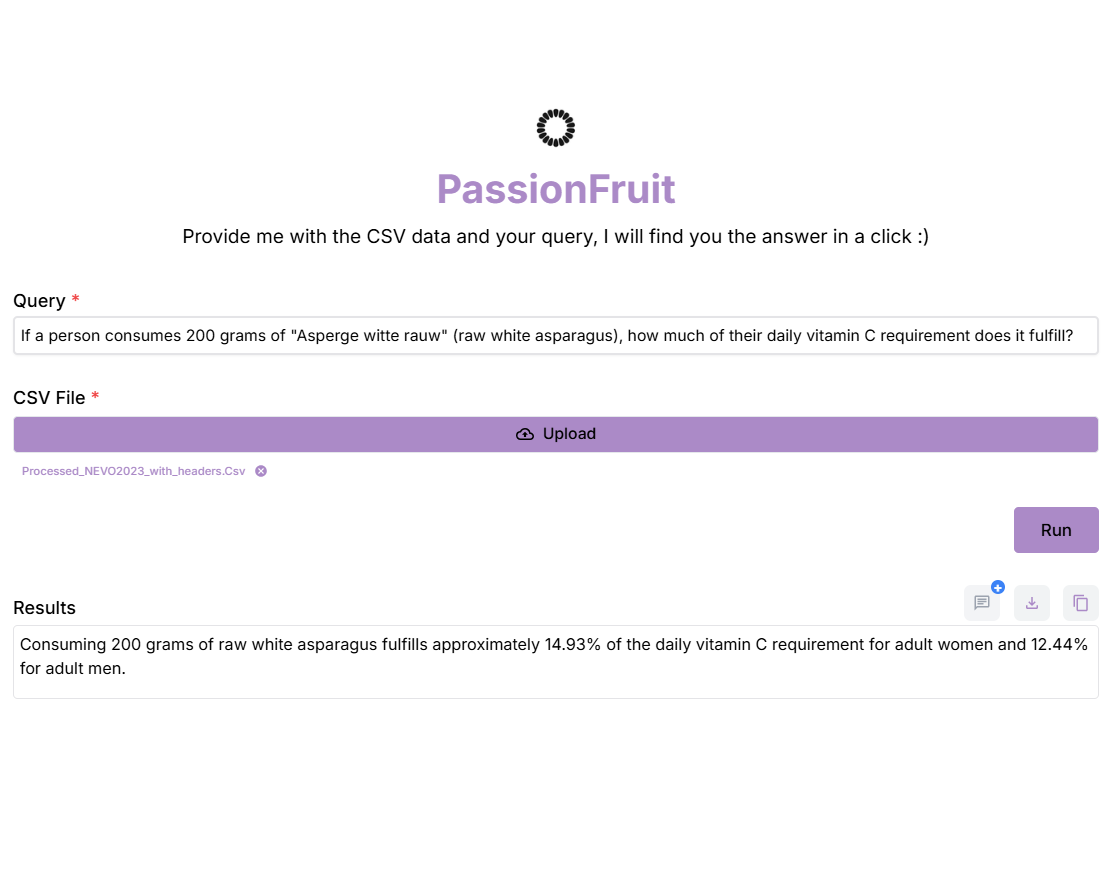 PassionFruit
Provide me with the CSV data and your query, I will find you the answer in a click :)
Query *
If a person consumes 200 grams of "Asperge witte rauw" (raw white asparagus), how much of their daily vitamin C requirement does it fulfill?
CSV File *
Upload
Processed_NEVO2023_with_headers.Csv
Run
Results
Consuming 200 grams of raw white asparagus fulfills approximately 14.93% of the daily vitamin C requirement for adult women and 12.44%
for adult men.